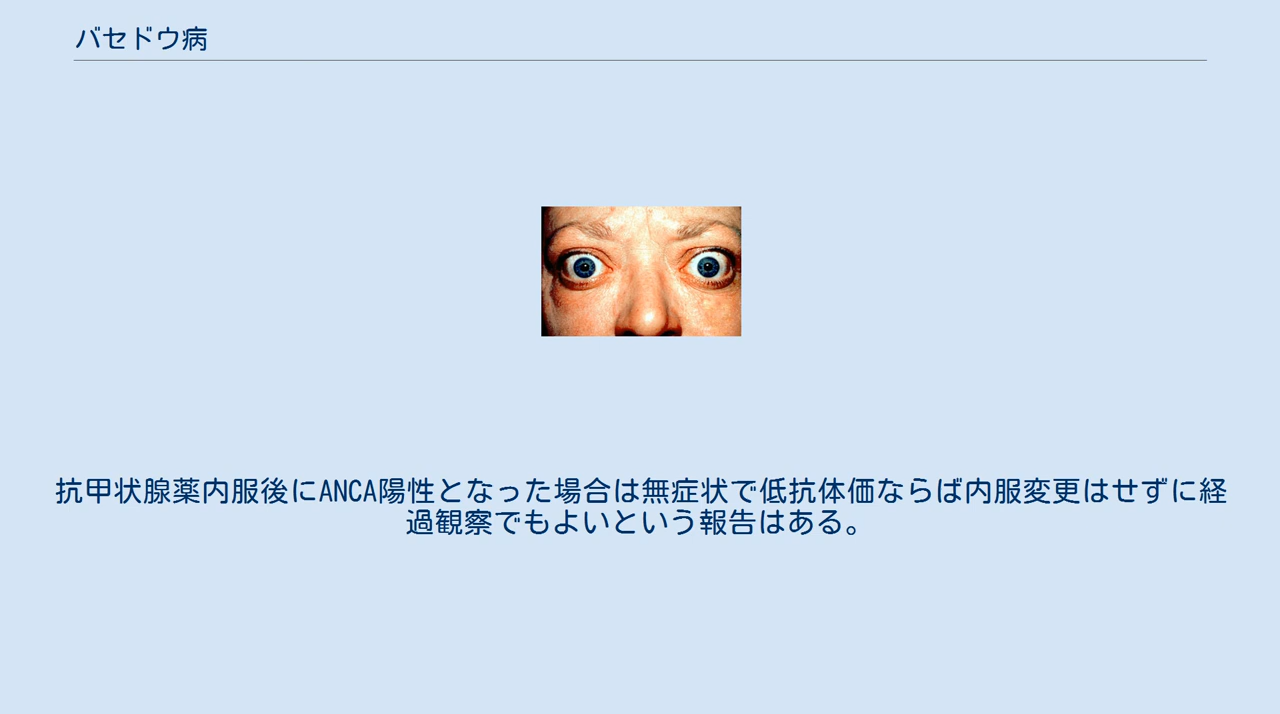 バセドウ病
抗甲状腺薬内服後にANCA陽性となった場合は無症状で低抗体価ならば内服変更はせずに経
過観察でもよいという報告はある。